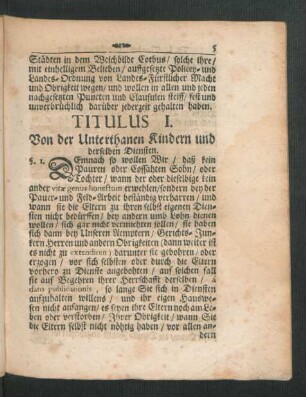 5
Städten in dem Weichbilde Cotbus/ solche ihre/
mit einhelligem Belieben/ auffgesetzte Policey- und
Landes-Ordnung von Landes-Fürstlicher Macht
und Obrigkeit wegen/ und wollen in allen und jeden
nachgesetzten Puncten und Clausulen steiff/ fest und
unverbrüchlich darüber jederzeit gehalten haben.
TITULUS I.
Von der Unterthanen Kindern und
derselben Diensten.
§. 1. Demnach so wollen Wir/ daß kein
Pauren oder Cossähten Sohn/ oder
Tochter/ wann der oder dieselbige kein
ander vitæ genus honestum erwehlen/ sondern bey der
Pauer- und Feld-Arbeit beständig verharren/ und
wann sie die Eltern zu ihren selbst eigenen Dien-
sten nicht bedürffen/ bey andern umb Lohn dienen
wollen/ sich gar nicht vermiehten sollen/ sie haben
sich dann bey Unsern Aemptern/ Gerichts-Jun-
kern Herren und andern Obrigkeiten (dann weiter ist
es nicht zu extendiren) darunter sie gebohren/ oder
erzogen/ vor sich selbsten oder durch die Eltern
vorhero zu Dienste angebohten/ auf solchen fall
sie auf Begehren ihrer Herrschafft derselben/ à
dato publicationis, so lange Sie sich in Diensten
aufzuhalten willens/ und ihr eigen Hauswe-
sen nicht anfangen/ es seyen ihre Eltern noch am Le-
ben oder verstorben/ Ihrer Obrigkeit/ wann Sie
die Eltern selbst nicht nöhtig haben/ vor allen an-
dern